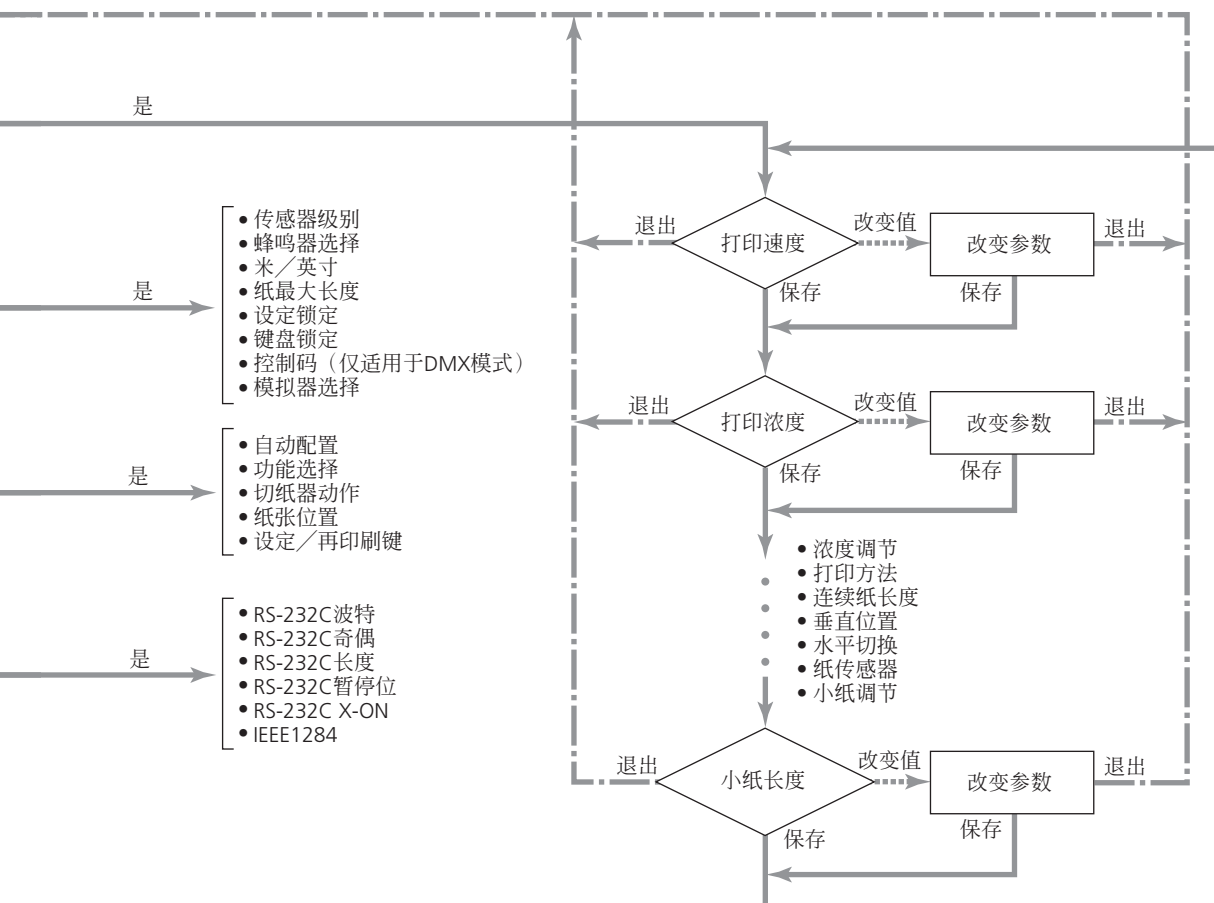 是
退出
打印速度
改变值
改变参数
退出
保存
保存
是
• 传感器级别
• 蜂鸣器选择
• 米／英寸
• 纸最大长度
• 设定锁定
• 键盘锁定
• 控制码（仅适用于DMX模式）
• 模拟器选择
退出
打印浓度
改变值
改变参数
退出
保存
保存
是
• 自动配置
• 功能选择
• 切纸器动作
• 纸张位置
• 设定／再印刷键
• 浓度调节
• 打印方法
• 连续纸长度
• 垂直位置
• 水平切换
• 纸传感器
• 小纸调节
是
• RS-232C波特
• RS-232C奇偶
• RS-232C长度
• RS-232C暂停位
• RS-232C X-ON
• IEEE1284
退出
小纸长度
改变值
改变参数
退出
保存
保存